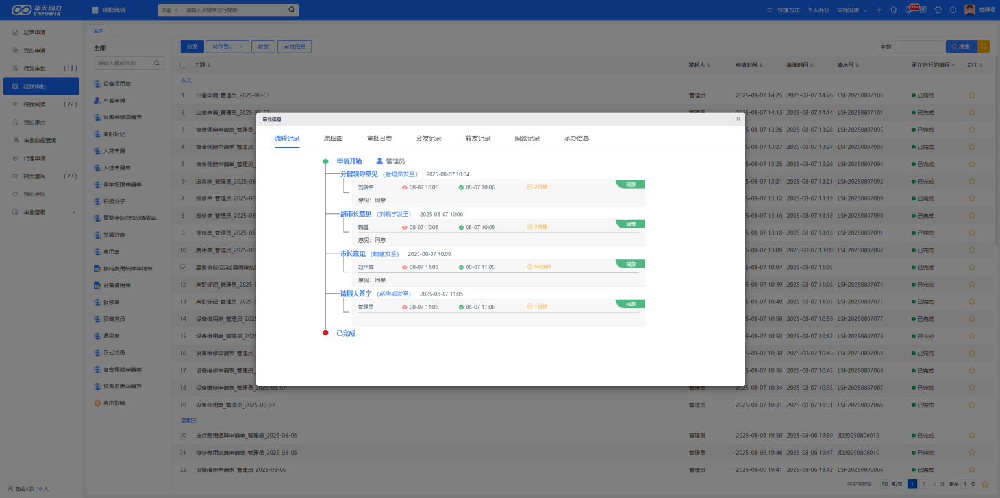 华天动力 CNPOWER
审批流转
功能 请输入关键字进行搜索
快捷方式 个人办公 审批流转 99+ 管理员
起草申请
我的申请
待我审批 (18)
经我审批
待我阅读 (22)
我的承办
审批数据查阅
代理申请
转发查阅 (23)
我的关注
审批管理
在线人数 16 人
全部
全部
请输入模板名称
设备领用单
出差申请
设备维修申请表
离职标记
入党申请
入住申请单
停车权限申请单
积极分子
重要会议(活动)请假审...
发展对象
费用单
接待费用结算申请单
设备借用单
报修单
预备党员
退房单
正式党员
宿舍调换申请单
设备报废申请表
费用报销
分发 转存到... 转发 审批信息 主题 搜索
主题 发起人 申请时间 审批时间 流水号 正在进行的流程 关注
今天
1 出差申请_管理员_2025-08-07 管理员 2025-08-07 14:25 2025-08-07 14:26 LSH20250807106 已完成
2 出差申请_管理员_2025-08-07 管理员 2025-08-07 14:13 2025-08-07 14:14 LSH20250807101 已完成
3 宿舍调换申请单_管理员_ 5-08-07 13:26 2025-08-07 13:28 LSH20250807095 已完成
4 宿舍调换申请单_管理员_ 5-08-07 13:27 2025-08-07 13:27 LSH20250807096 已完成
5 宿舍调换申请单_管理员_ 5-08-07 13:25 2025-08-07 13:26 LSH20250807094 已完成
6 退房单_管理员_2025-08 5-08-07 13:21 2025-08-07 13:21 LSH20250807092 已完成
7 报修单_管理员_2025-08 5-08-07 13:12 2025-08-07 13:19 LSH20250807089 已完成
8 报修单_管理员_2025-08 5-08-07 13:16 2025-08-07 13:18 LSH20250807090 已完成
9 报修单_管理员_2025-08 5-08-07 13:18 2025-08-07 13:18 LSH20250807091 已完成
10 费用单_管理员_2025-08 5-08-07 13:09 2025-08-07 13:09 LSH20250807087 已完成
重要会议(活动)请假审批 5-08-07 10:04 2025-08-07 11:06 已完成
12 离职标记_管理员_2025- 5-08-07 10:49 2025-08-07 11:03 LSH20250807074 已完成
13 离职标记_管理员_2025- 5-08-07 10:49 2025-08-07 11:03 LSH20250807075 已完成
14 设备借用单_管理员_202 5-08-07 10:58 2025-08-07 10:59 LSH20250807077 已完成
15 设备借用单_管理员_202 5-08-07 10:50 2025-08-07 10:52 LSH20250807076 已完成
16 设备维修申请表_管理员_ 5-08-07 10:38 2025-08-07 10:45 LSH20250807069 已完成
17 设备维修申请表_管理员_ 5-08-07 10:36 2025-08-07 10:45 LSH20250807068 已完成
18 设备维修申请表_管理员_2025-08-07 管理员 2025-08-07 10:34 2025-08-07 10:35 LSH20250807067 已完成
19 设备领用单_管理员_2025-08-07 管理员 2025-08-07 10:31 2025-08-07 10:31 LSH20250807066 已完成
星期三
20 接待费用结算申请单_管理员_2025-08-06 管理员 2025-08-06 19:50 2025-08-06 19:50 JD20250806012 已完成
21 接待费用结算申请单_管理员_2025-08-06 管理员 2025-08-06 19:46 2025-08-06 19:47 JD20250806010 已完成
22 设备维修申请表_管理员_2025-08-06 管理员 2025-08-06 19:41 2025-08-06 19:42 LSH20250806064 已完成
共97条数据 50 条/页 1 2 跳至 1 页
审批信息
流转记录 流程图 审批日志 分发记录 转发记录 阅读记录 承办信息
申请开始 管理员
分管领导意见 (管理员发至) 2025-08-07 10:04
刘晓宇 08-07 10:06 08-07 10:06 2分钟 同意
意见: 同意
副市长意见 (刘晓宇发至) 2025-08-07 10:06
魏健 08-07 10:08 08-07 10:09 3分钟 同意
意见: 同意
市长意见 (魏健发至) 2025-08-07 10:09
赵华威 08-07 11:05 08-07 11:05 56分钟 同意
意见: 同意
请假人签字 (赵华威发至) 2025-08-07 11:05
管理员 08-07 11:06 08-07 11:06 1分钟 同意
已完成